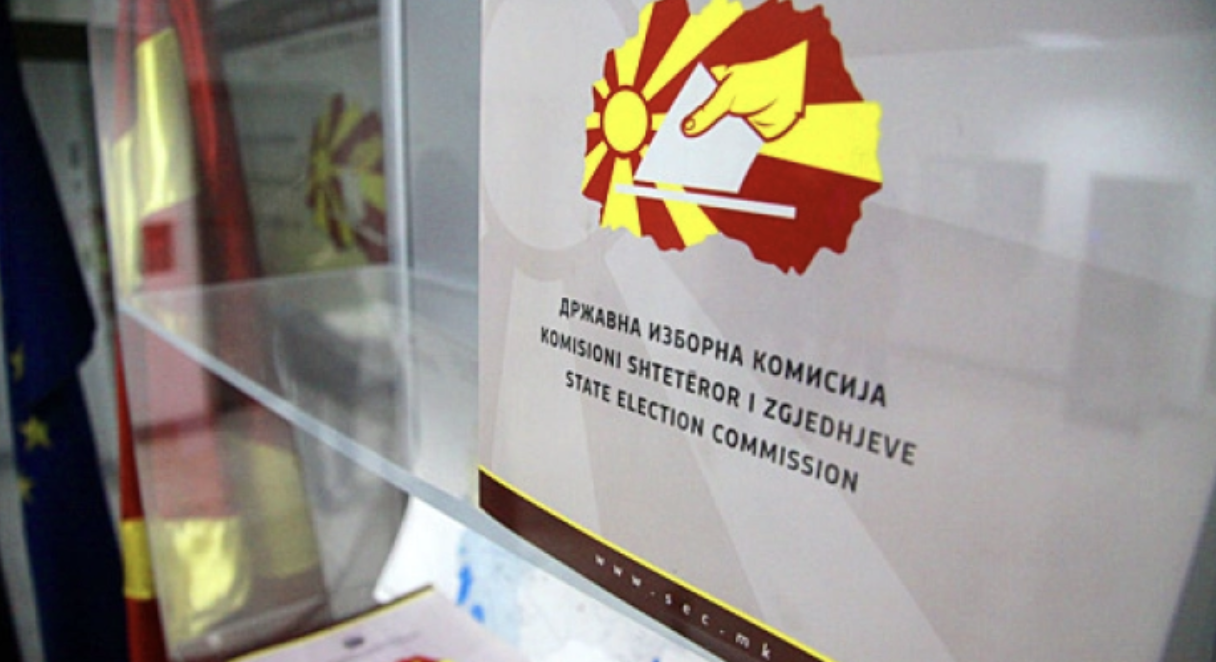 ДРЖАВНА ИЗБОРНА КОМИСИЈА
KOMISIONI SHTETËROR I ZGJEDHJEVE
STATE ELECTION COMMISSION
www.sec.mk